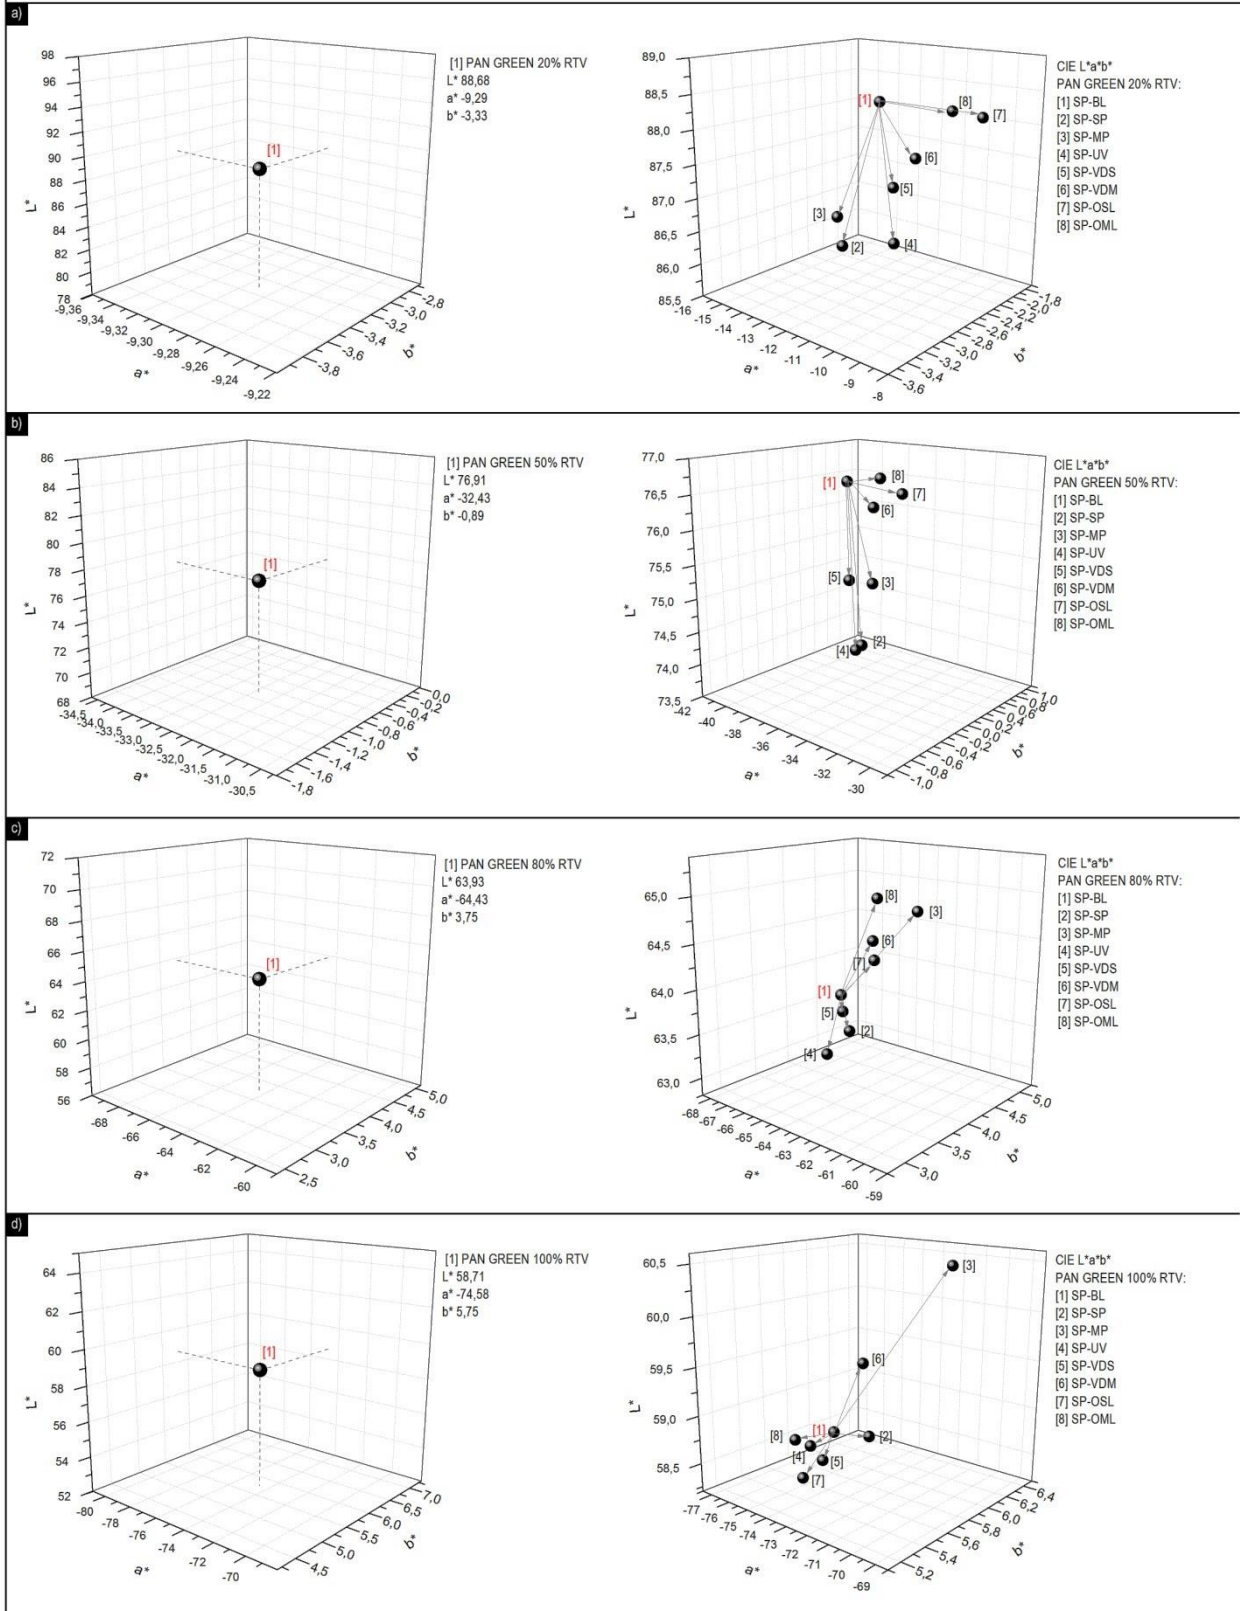 a)
98
96
94
92
90
88
86
84
82
80
78
L*
-9,36
-9,34
-9,32
-9,30
-9,28
-9,26
-9,24
-9,22
a*
-3,8
-3,6
-3,4
-3,2
-3,0
-2,8
b*
[1]
[1] PAN GREEN 20% RTV
L* 88,68
a* -9,29
b* -3,33
89,0
88,5
88,0
87,5
87,0
86,5
86,0
85,5
L*
-16
-15
-14
-13
-12
-11
-10
-9
-8
a*
-3,6
-3,4
-3,2
-3,0
-2,8
-2,6
-2,4
-2,2
-2,0
-1,8
b*
[1]
[8]
[7]
[6]
[5]
[3]
[2]
[4]
CIE L*a*b*
PAN GREEN 20% RTV:
[1] SP-BL
[2] SP-SP
[3] SP-MP
[4] SP-UV
[5] SP-VDS
[6] SP-VDM
[7] SP-OSL
[8] SP-OML
b)
86
84
82
80
78
76
74
72
70
68
L*
-34,5
-34,0
-33,5
-33,0
-32,5
-32,0
-31,5
-31,0
-30,5
a*
-1,8
-1,6
-1,4
-1,2
-1,0
-0,8
-0,6
-0,4
-0,2
0,0
b*
[1]
[1] PAN GREEN 50% RTV
L* 76,91
a* -32,43
b* -0,89
77,0
76,5
76,0
75,5
75,0
74,5
74,0
73,5
L*
-42
-40
-38
-36
-34
-32
-30
a*
-1,0
-0,8
-0,6
-0,4
-0,2
0,0
1,0
b*
[1]
[8]
[7]
[6]
[5]
[3]
[2]
[4]
CIE L*a*b*
PAN GREEN 50% RTV:
[1] SP-BL
[2] SP-SP
[3] SP-MP
[4] SP-UV
[5] SP-VDS
[6] SP-VDM
[7] SP-OSL
[8] SP-OML
c)
72
70
68
66
64
62
60
58
56
L*
-68
-66
-64
-62
-60
a*
2,5
3,0
3,5
4,0
4,5
5,0
b*
[1]
[1] PAN GREEN 80% RTV
L* 63,93
a* -64,43
b* 3,75
65,0
64,5
64,0
63,5
63,0
L*
-68
-67
-66
-65
-64
-63
-62
-61
-60
-59
a*
3,0
3,5
4,0
4,5
5,0
b*
[8]
[3]
[6]
[7]
[1]
[5]
[2]
[4]
CIE L*a*b*
PAN GREEN 80% RTV:
[1] SP-BL
[2] SP-SP
[3] SP-MP
[4] SP-UV
[5] SP-VDS
[6] SP-VDM
[7] SP-OSL
[8] SP-OML
d)
64
62
60
58
56
54
52
L*
-80
-78
-76
-74
-72
-70
a*
4,5
5,0
5,5
6,0
6,5
7,0
b*
[1]
[1] PAN GREEN 100% RTV
L* 58,71
a* -74,58
b* 5,75
60,5
60,0
59,5
59,0
58,5
L*
-77
-76
-75
-74
-73
-72
-71
-70
-69
a*
5,2
5,4
5,6
5,8
6,0
6,2
6,4
b*
[3]
[6]
[1]
[8]
[2]
[4]
[5]
[7]
CIE L*a*b*
PAN GREEN 100% RTV:
[1] SP-BL
[2] SP-SP
[3] SP-MP
[4] SP-UV
[5] SP-VDS
[6] SP-VDM
[7] SP-OSL
[8] SP-OML